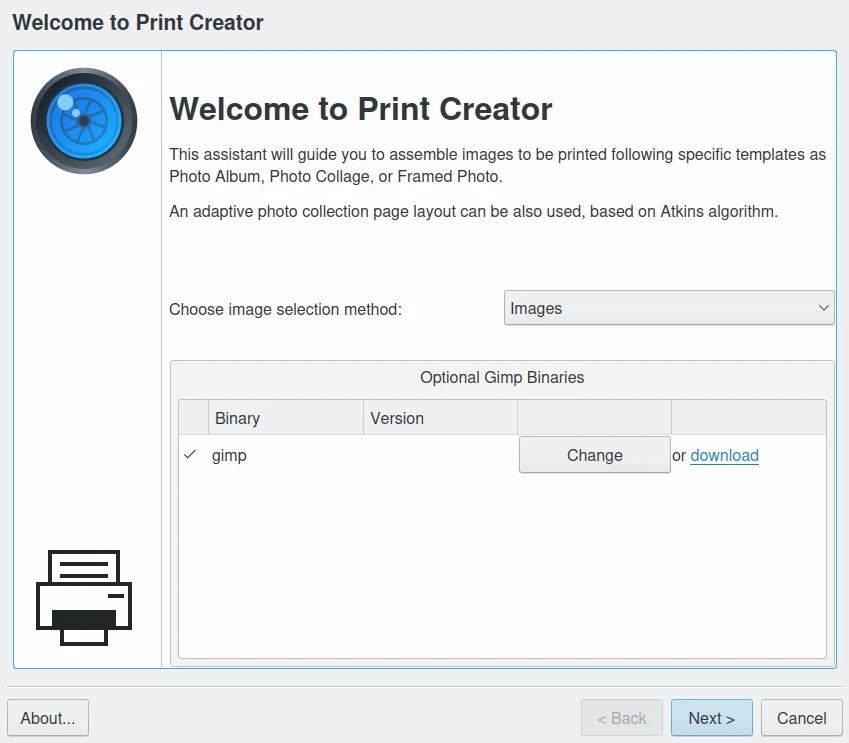 Welcome to Print Creator
Welcome to Print Creator
This assistant will guide you to assemble images to be printed following specific templates as
Photo Album, Photo Collage, or Framed Photo.
An adaptive photo collection page layout can be also used, based on Atkins algorithm.
Choose image selection method:
Images
Optional Gimp Binaries
Binary Version
gimp Change or download
About... < Back Next > Cancel